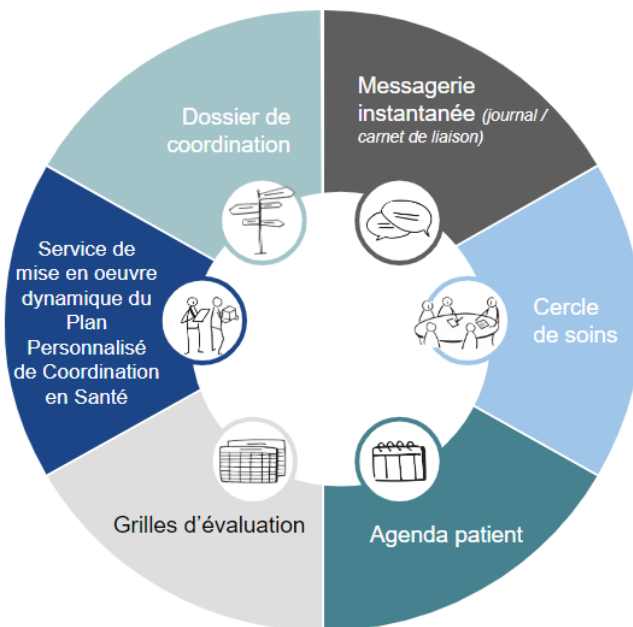 Dossier de
coordination
Messagerie
instantanée (journal /
carnet de liaison)
Service de
mise en oeuvre
dynamique du
Plan
Personnalisé
de Coordination
en Santé
Cercle
de soins
Grilles d'évaluation
Agenda patient